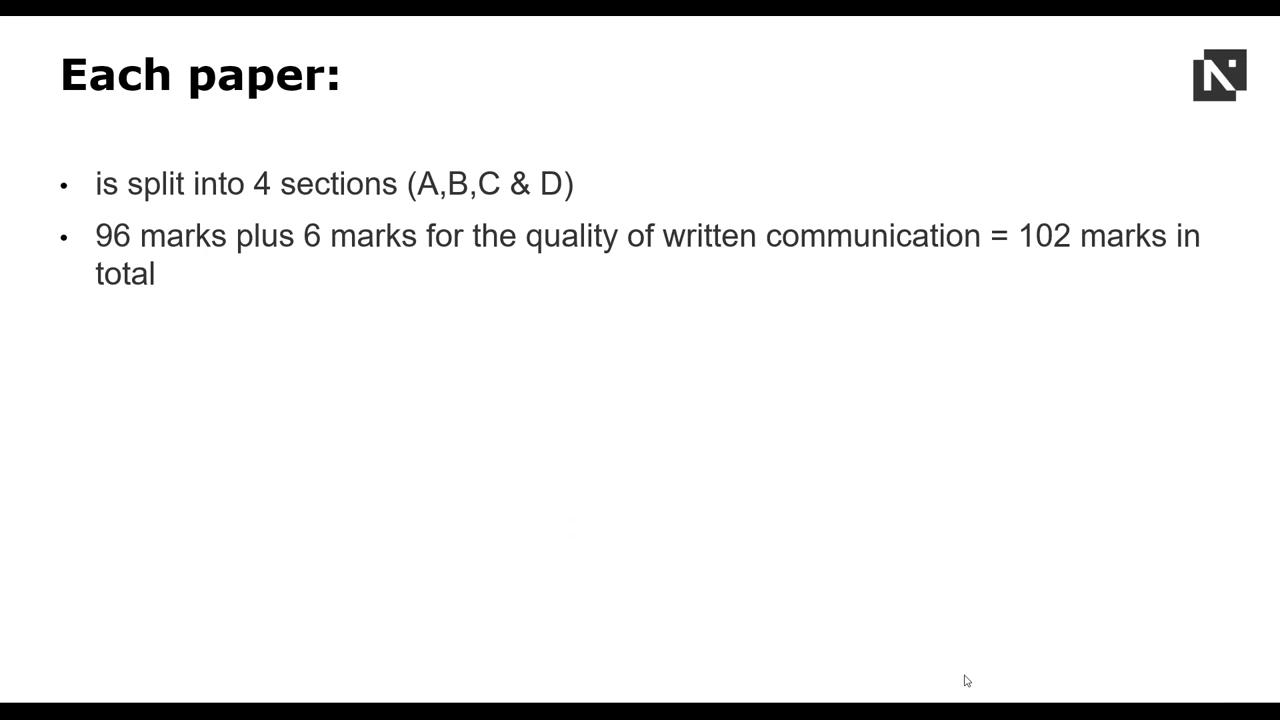 Each paper:
• is split into 4 sections (A,B,C & D)
• 96 marks plus 6 marks for the quality of written communication = 102 marks in
total